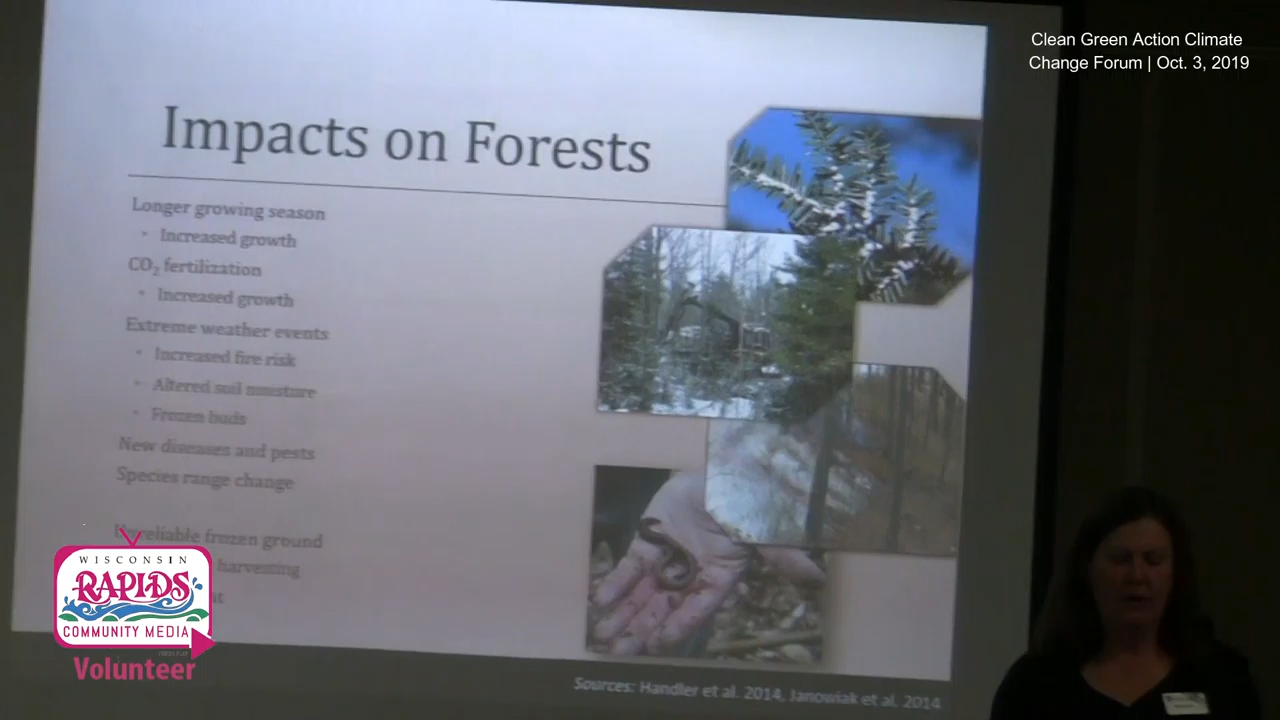 Clean Green Action Climate
Change Forum | Oct. 3, 2019
Impacts on Forests
Longer growing season
• Increased growth
CO₂ fertilization
• Increased growth
Extreme weather events
• Increased fire risk
• Altered soil moisture
• Frozen buds
New diseases and pests
Species range change
Unreliable frozen ground
harvesting
WISCONSIN
RAPIDS
COMMUNITY MEDIA
Volunteer
Sources: Handler et al. 2014, Janowiak et al. 2014